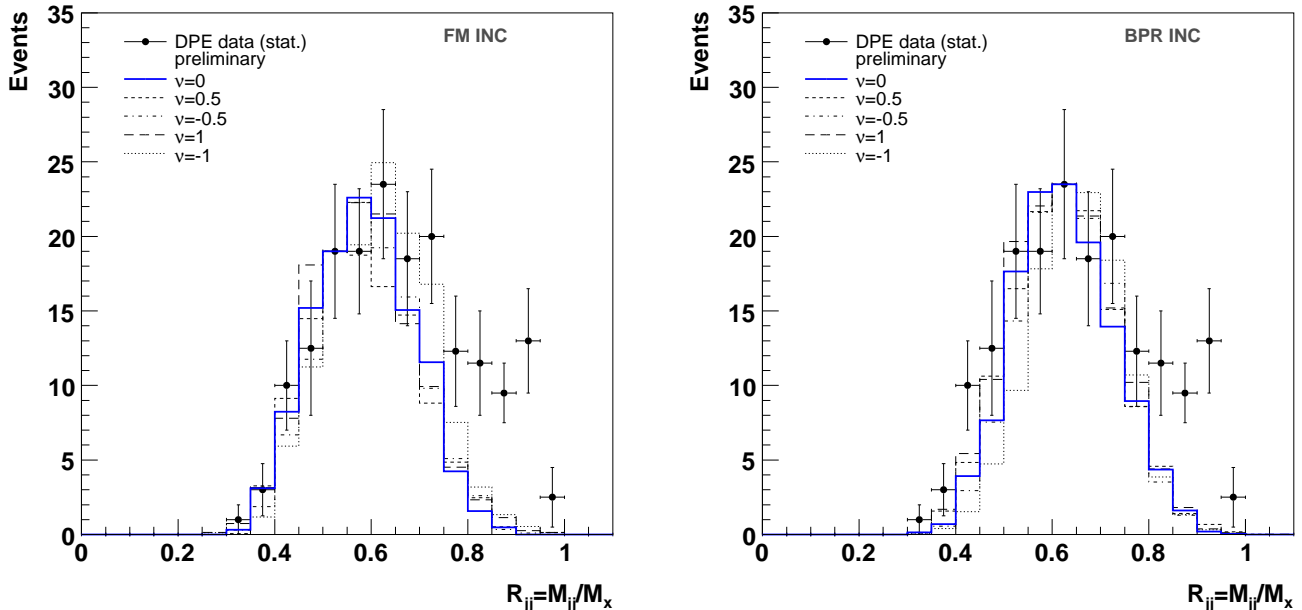 Events
35
30
25
20
15
10
5
0
FM INC
DPE data (stat.)
preliminary
ν=0
ν=0.5
ν=-0.5
ν=1
ν=-1
0 0.2 0.4 0.6 0.8 1
R_jj=M_jj/M_x
Events
35
30
25
20
15
10
5
0
BPR INC
DPE data (stat.)
preliminary
ν=0
ν=0.5
ν=-0.5
ν=1
ν=-1
0 0.2 0.4 0.6 0.8 1
R_jj=M_jj/M_x